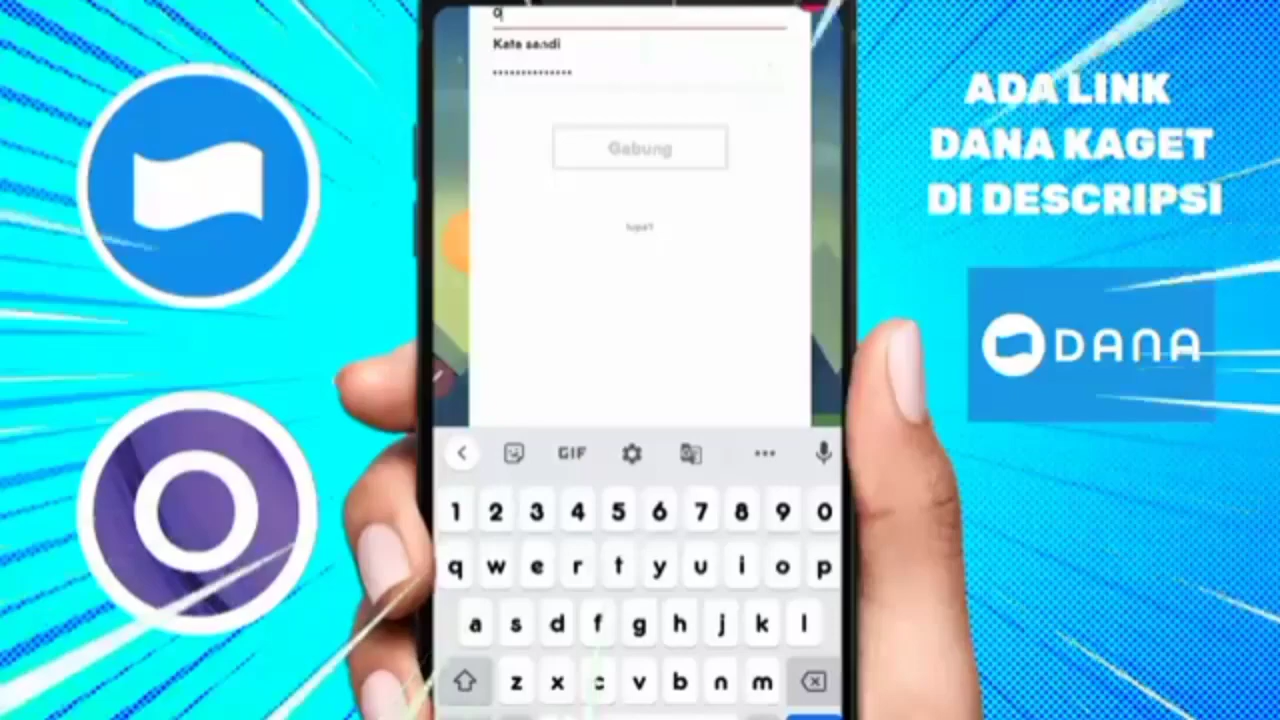 q
Kata sandi
Gabung
lupa?
ADA LINK
DANA KAGET
DI DESCRIPSI
DANA
GIF
1 2 3 4 5 6 7 8 9 0
q w e r t y u i o p
a s d f g h j k l
z x c v b n m